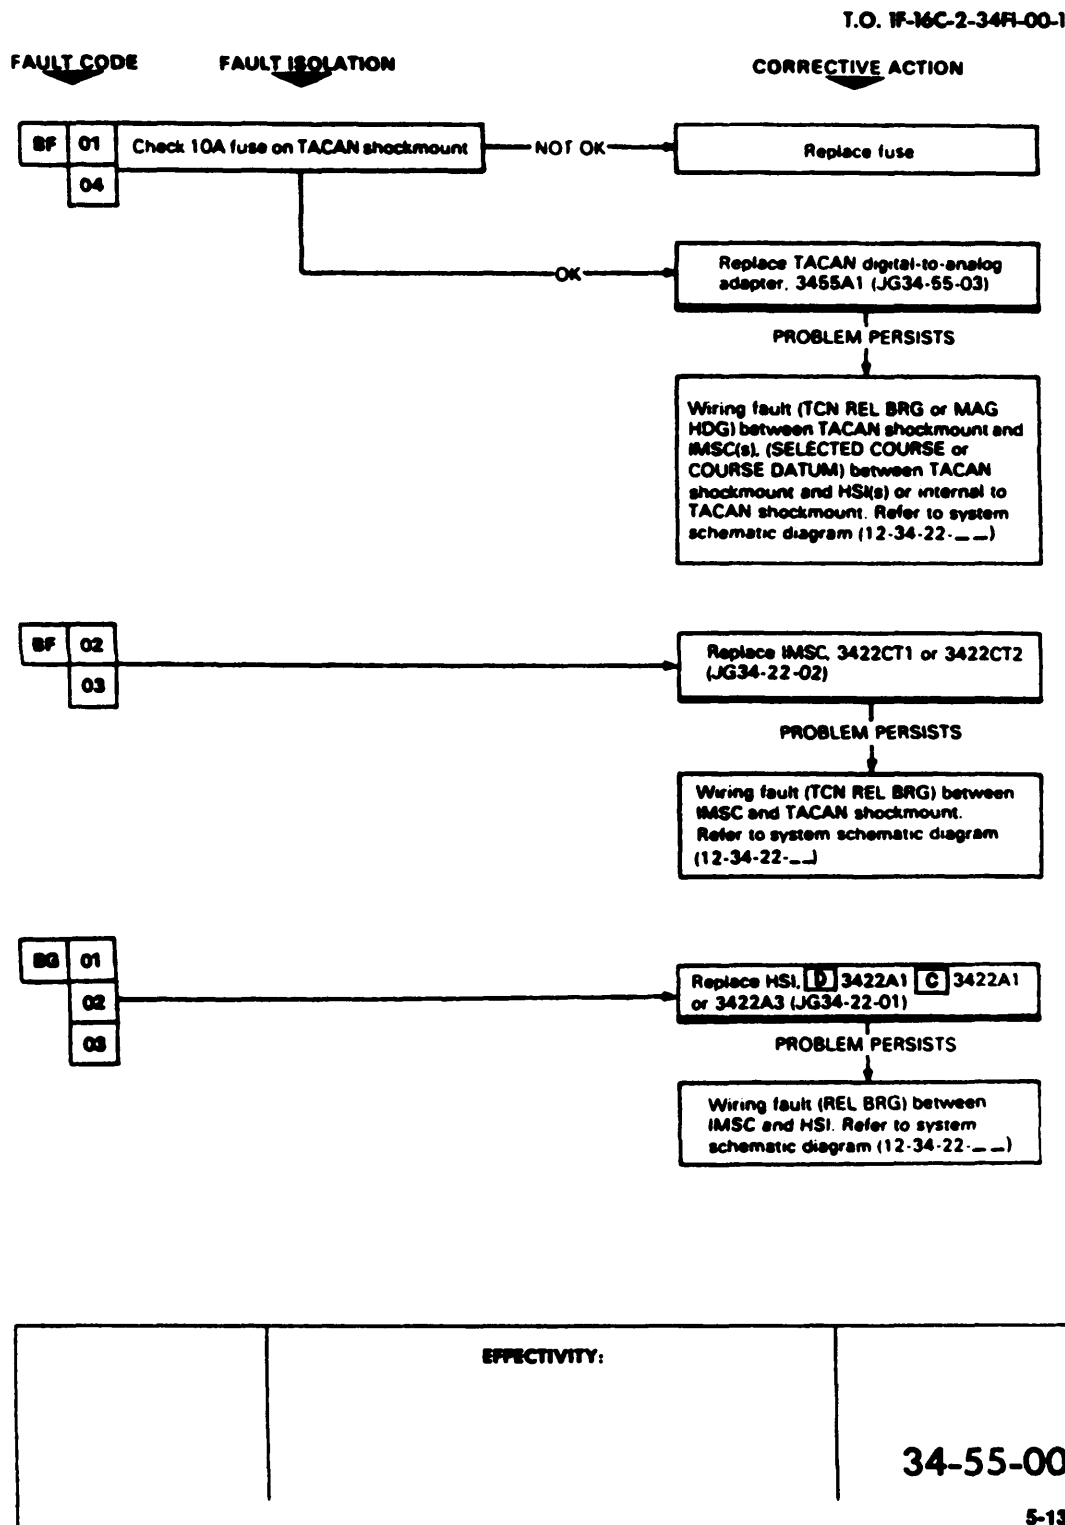 T.O. 1F-16C-2-34FI-00-1
FAULT CODE FAULT ISOLATION CORRECTIVE ACTION
BF 01 Check 10A fuse on TACAN shockmount NOT OK Replace fuse
04
OK
Replace TACAN digital-to-analog
adapter, 3455A1 (JG34-55-03)
PROBLEM PERSISTS
Wiring fault (TCN REL BRG or MAG
HDG) between TACAN shockmount and
IMSC(s), (SELECTED COURSE or
COURSE DATUM) between TACAN
shockmount and HSI(s) or internal to
TACAN shockmount. Refer to system
schematic diagram (12-34-22-__)
BF 02
03
Replace IMSC, 3422CT1 or 3422CT2
(JG34-22-02)
PROBLEM PERSISTS
Wiring fault (TCN REL BRG) between
IMSC and TACAN shockmount.
Refer to system schematic diagram
(12-34-22-__)
BG 01
02
03
Replace HSI, D 3422A1 C 3422A1
or 3422A3 (JG34-22-01)
PROBLEM PERSISTS
Wiring fault (REL BRG) between
IMSC and HSI. Refer to system
schematic diagram (12-34-22-__)
EFFECTIVITY:
34-55-00
5-13